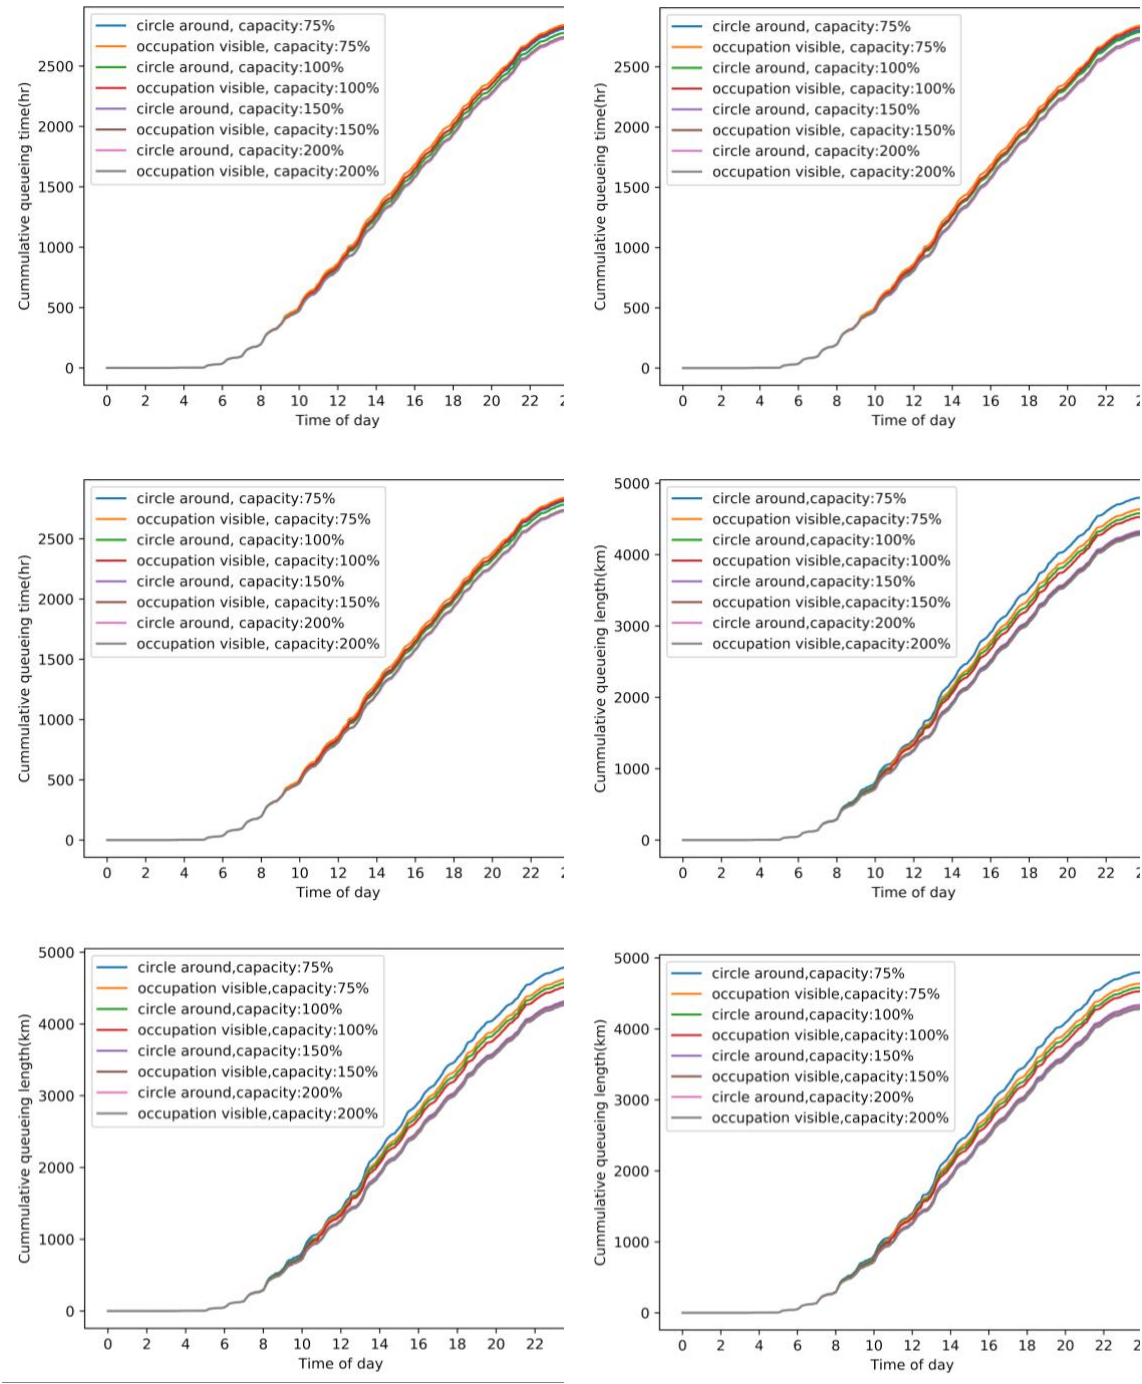 circle around, capacity:75%
occupation visible, capacity:75%
circle around, capacity:100%
occupation visible, capacity:100%
circle around, capacity:150%
occupation visible, capacity:150%
circle around, capacity:200%
occupation visible, capacity:200%
Cummulative queueing time(hr)
2500
2000
1500
1000
500
0
0 2 4 6 8 10 12 14 16 18 20 22
Time of day
circle around, capacity:75%
occupation visible, capacity:75%
circle around, capacity:100%
occupation visible, capacity:100%
circle around, capacity:150%
occupation visible, capacity:150%
circle around, capacity:200%
occupation visible, capacity:200%
Cummulative queueing time(hr)
2500
2000
1500
1000
500
0
0 2 4 6 8 10 12 14 16 18 20 22
Time of day
circle around, capacity:75%
occupation visible, capacity:75%
circle around, capacity:100%
occupation visible, capacity:100%
circle around, capacity:150%
occupation visible, capacity:150%
circle around, capacity:200%
occupation visible, capacity:200%
Cummulative queueing time(hr)
2500
2000
1500
1000
500
0
0 2 4 6 8 10 12 14 16 18 20 22
Time of day
circle around,capacity:75%
occupation visible,capacity:75%
circle around,capacity:100%
occupation visible,capacity:100%
circle around,capacity:150%
occupation visible,capacity:150%
circle around,capacity:200%
occupation visible,capacity:200%
Cummulative queueing length(km)
5000
4000
3000
2000
1000
0
0 2 4 6 8 10 12 14 16 18 20 22
Time of day
circle around,capacity:75%
occupation visible,capacity:75%
circle around,capacity:100%
occupation visible,capacity:100%
circle around,capacity:150%
occupation visible,capacity:150%
circle around,capacity:200%
occupation visible,capacity:200%
Cummulative queueing length(km)
5000
4000
3000
2000
1000
0
0 2 4 6 8 10 12 14 16 18 20 22
Time of day
circle around,capacity:75%
occupation visible,capacity:75%
circle around,capacity:100%
occupation visible,capacity:100%
circle around,capacity:150%
occupation visible,capacity:150%
circle around,capacity:200%
occupation visible,capacity:200%
Cummulative queueing length(km)
5000
4000
3000
2000
1000
0
0 2 4 6 8 10 12 14 16 18 20 22
Time of day